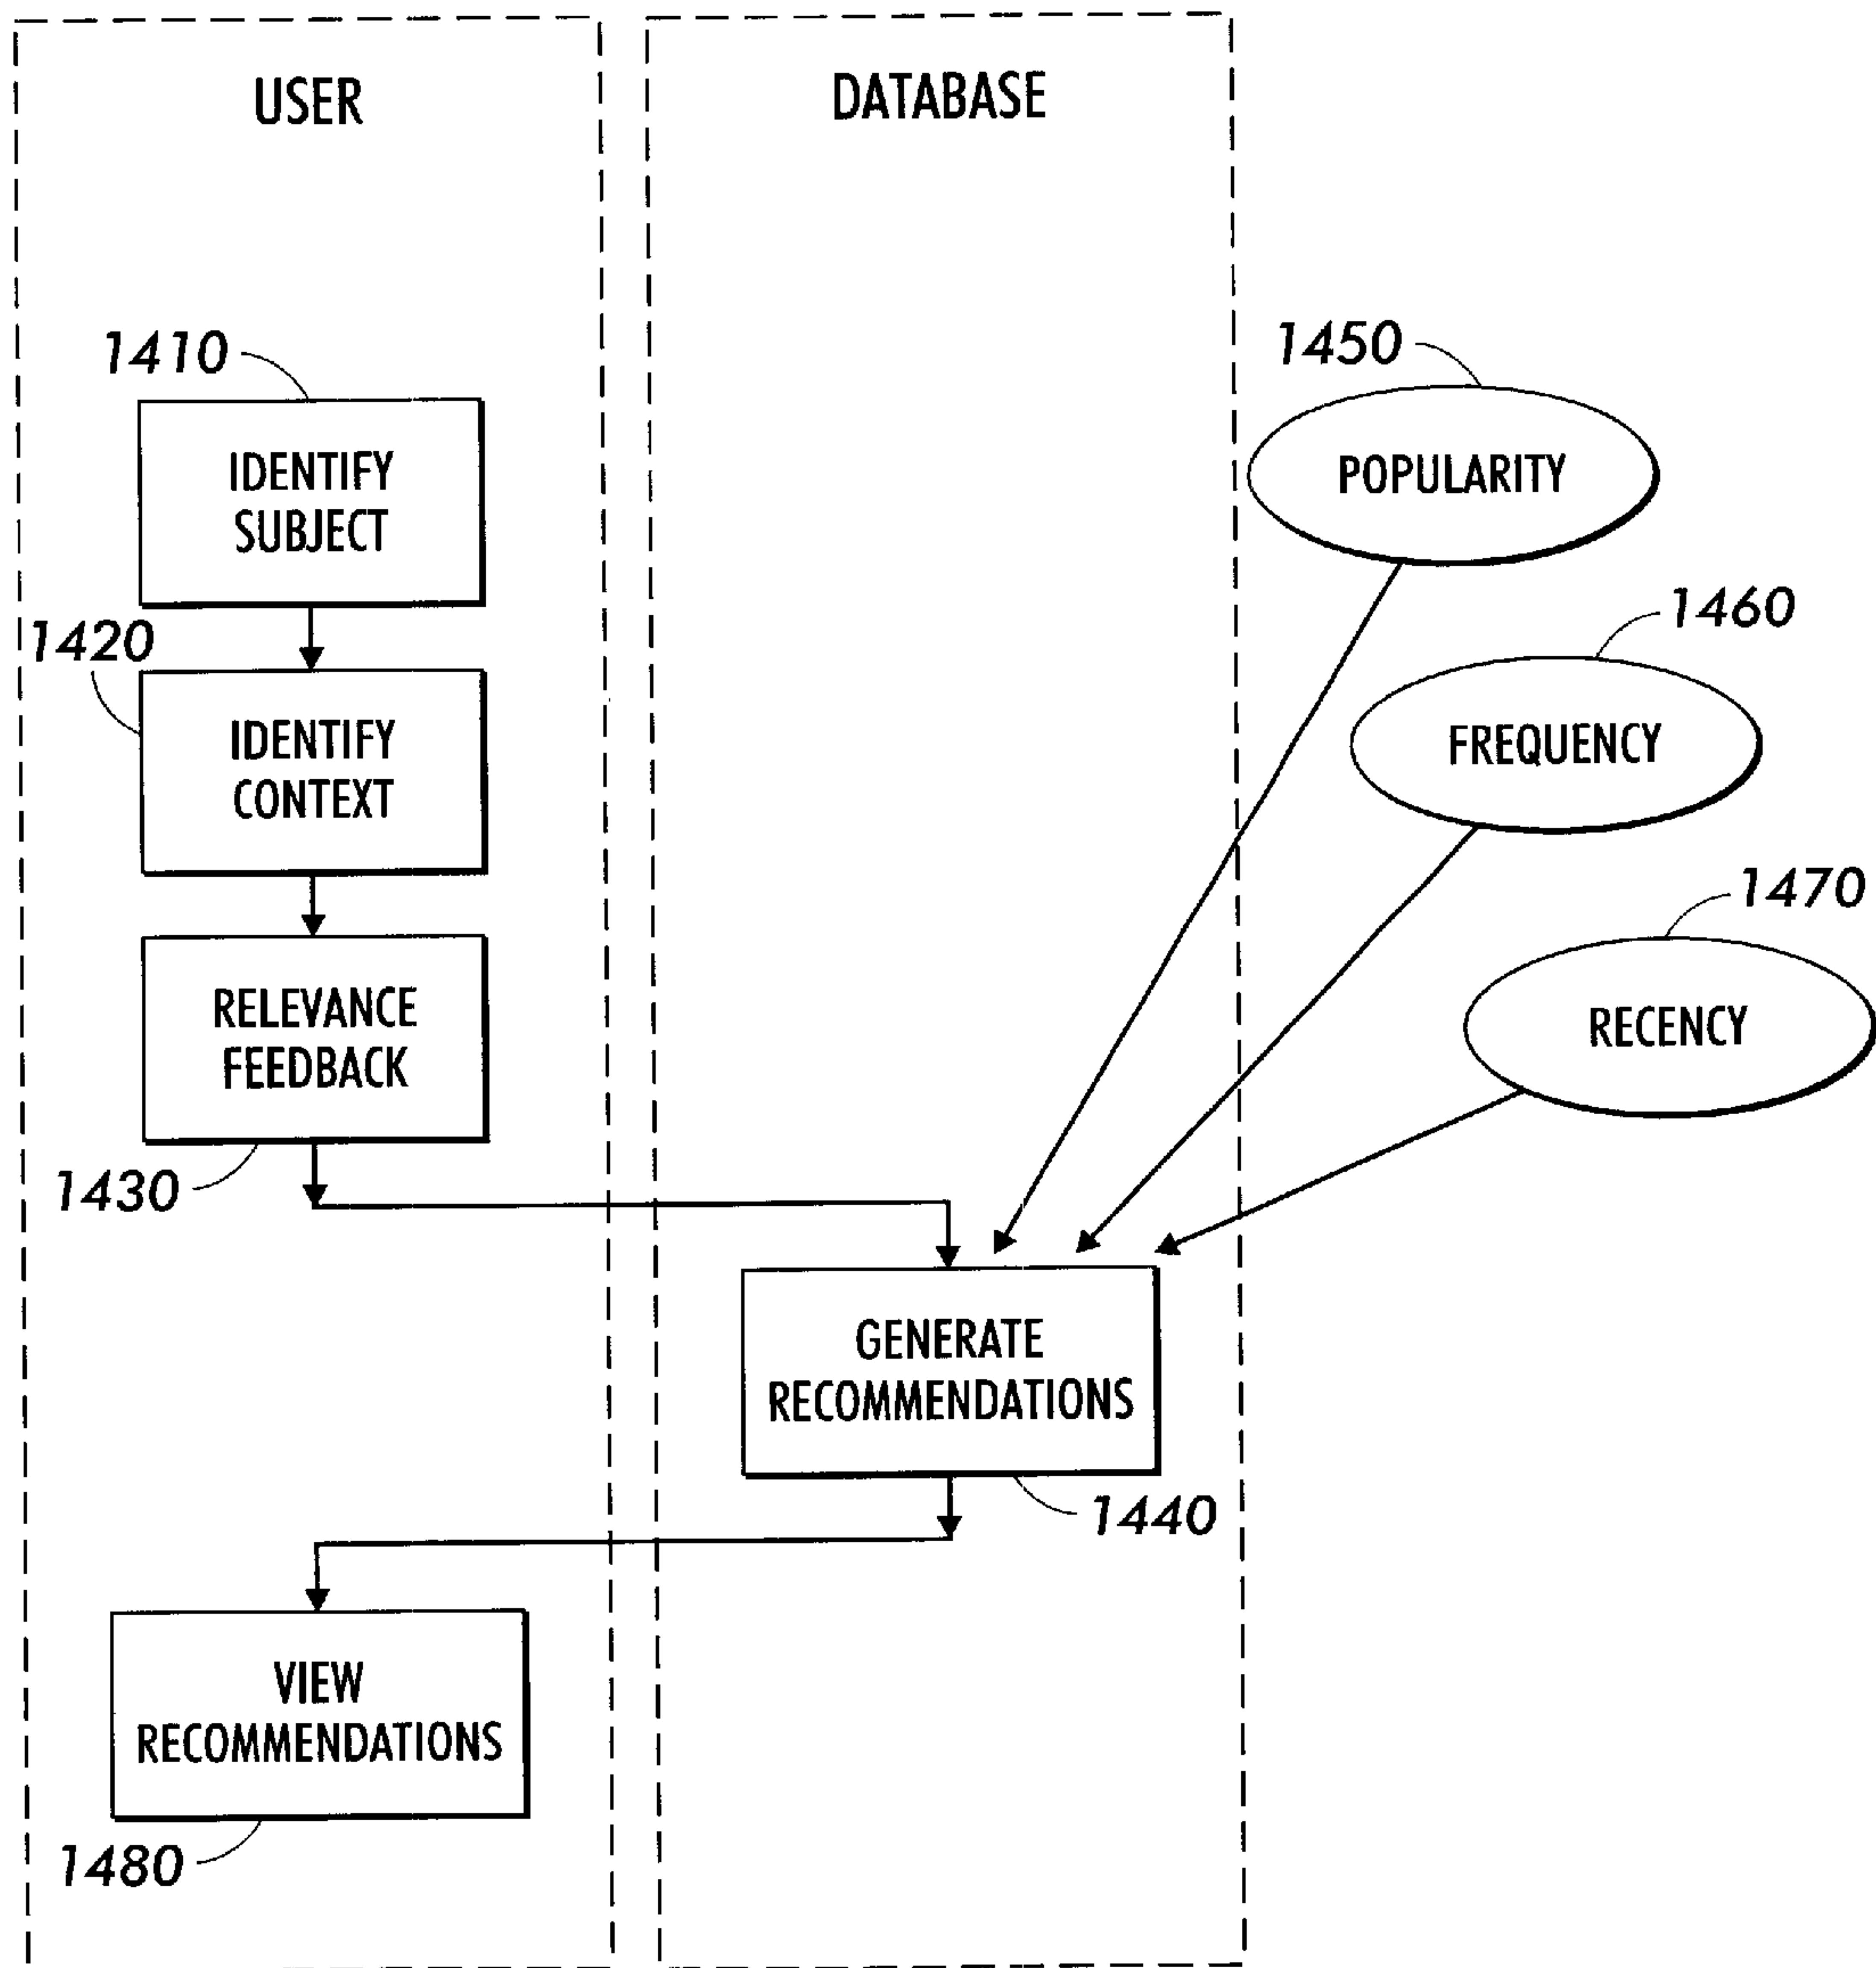 USER
DATABASE
1410
IDENTIFY
SUBJECT
1420
IDENTIFY
CONTEXT
RELEVANCE
FEEDBACK
1430
1450
POPULARITY
1460
FREQUENCY
1470
RECENCY
GENERATE
RECOMMENDATIONS
1440
VIEW
RECOMMENDATIONS
1480